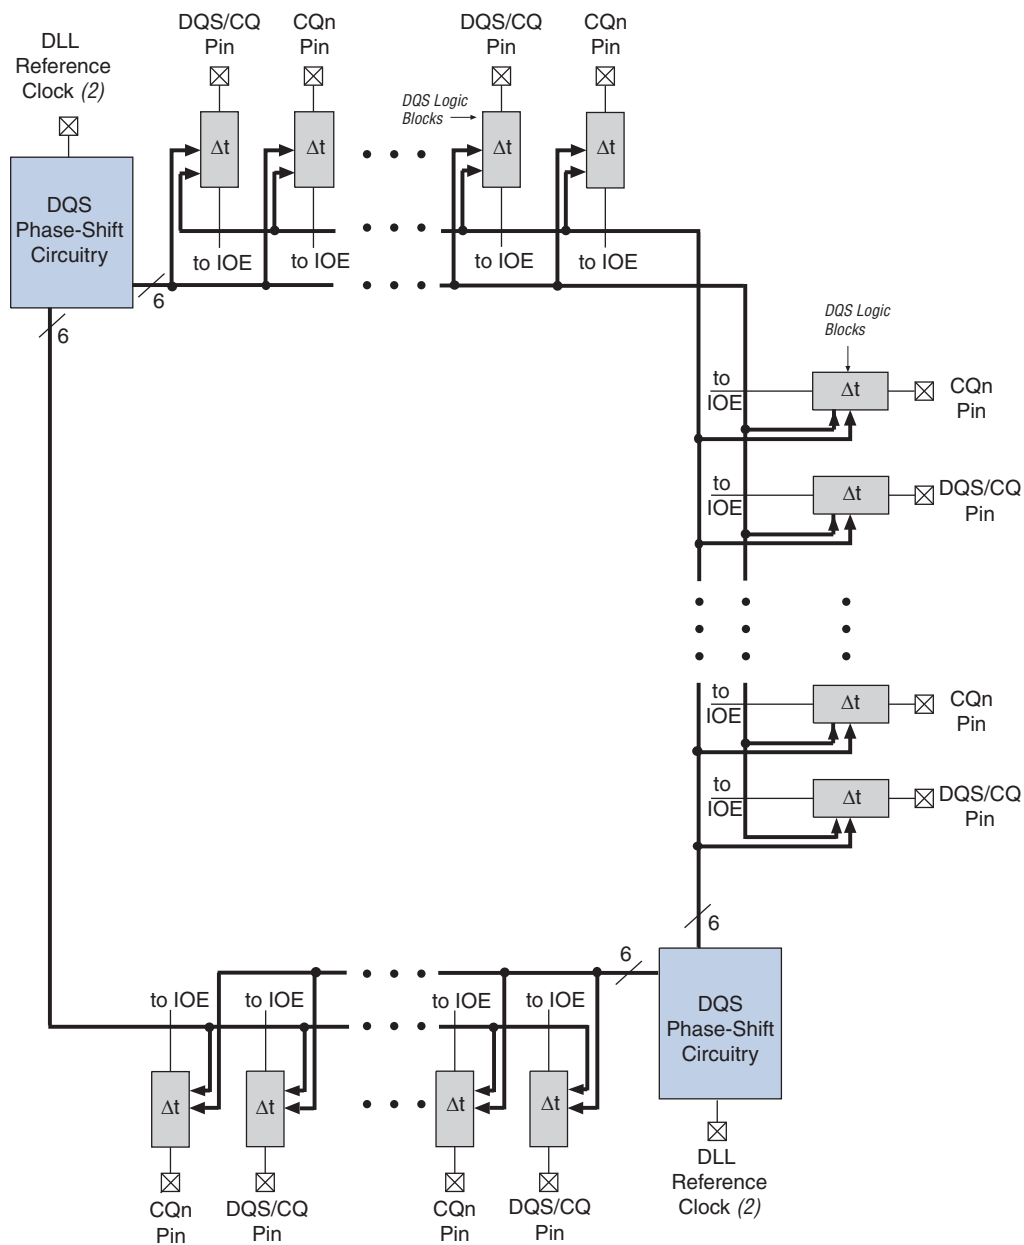 DLL
Reference
Clock (2)
DQS/CQ
Pin
CQn
Pin
DQS/CQ
Pin
CQn
Pin
DQS Logic
Blocks
Δt
Δt
Δt
Δt
DQS
Phase-Shift
Circuitry
to IOE
to IOE
to IOE
to IOE
6
6
DQS Logic
Blocks
to
IOE
Δt
CQn
Pin
to
IOE
Δt
DQS/CQ
Pin
to
IOE
Δt
CQn
Pin
to
IOE
Δt
DQS/CQ
Pin
6
6
to IOE
to IOE
to IOE
to IOE
DQS
Phase-Shift
Circuitry
Δt
Δt
Δt
Δt
CQn
Pin
DQS/CQ
Pin
CQn
Pin
DQS/CQ
Pin
DLL
Reference
Clock (2)